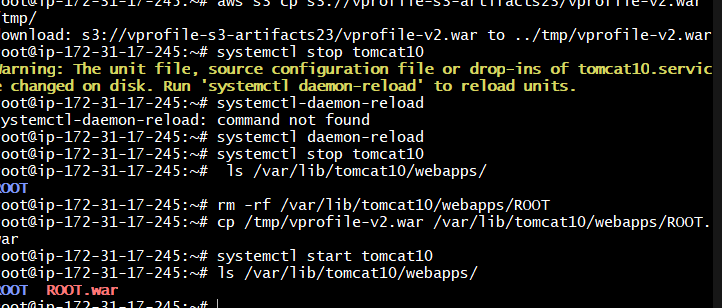 oot@ip-172-31-17-245:~# aws s3 cp s3://vprofile-s3-artifacts23/vprofile-v2.war
tmp/
ownload: s3://vprofile-s3-artifacts23/vprofile-v2.war to ../tmp/vprofile-v2.war
oot@ip-172-31-17-245:~# systemctl stop tomcat10
arning: The unit file, source configuration file or drop-ins of tomcat10.servic
e changed on disk. Run 'systemctl daemon-reload' to reload units.
oot@ip-172-31-17-245:~# systemctl-daemon-reload
ystemctl-daemon-reload: command not found
oot@ip-172-31-17-245:~# systemctl daemon-reload
oot@ip-172-31-17-245:~# systemctl stop tomcat10
oot@ip-172-31-17-245:~#  ls /var/lib/tomcat10/webapps/
ROOT
oot@ip-172-31-17-245:~# rm -rf /var/lib/tomcat10/webapps/ROOT
oot@ip-172-31-17-245:~# cp /tmp/vprofile-v2.war /var/lib/tomcat10/webapps/ROOT.
war
oot@ip-172-31-17-245:~# systemctl start tomcat10
oot@ip-172-31-17-245:~# ls /var/lib/tomcat10/webapps/
ROOT  ROOT.war
oot@ip-172-31-17-245:~#